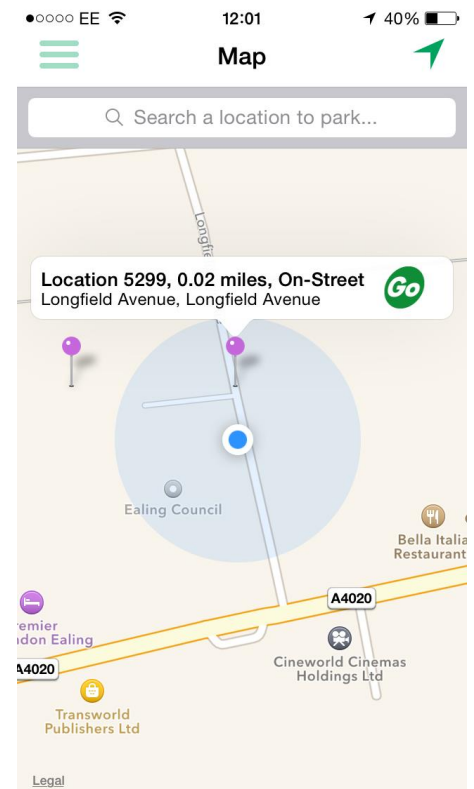 EE 12:01 40%
Map
Search a location to park...
Longfie
Location 5299, 0.02 miles, On-Street
Go
Longfield Avenue, Longfield Avenue
Ealing Council
Bella Italia
Restaurant
A4020
remier
don Ealing
Cineworld Cinemas
Holdings Ltd
A4020
Transworld
Publishers Ltd
Legal